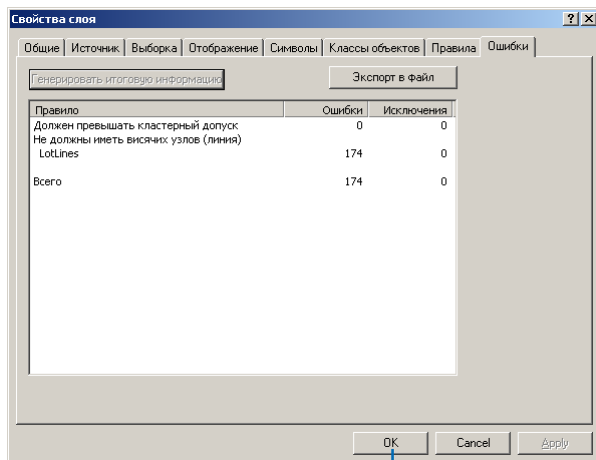 Свойства слоя
Общие Источник Выборка Отображение Символы Классы объектов Правила Ошибки
Генерировать итоговую информацию Экспорт в файл
Правило Ошибки Исключения
Должен превышать кластерный допуск 0 0
Не должны иметь висячих узлов (линия)
LotLines 174 0
Всего 174 0
OK Cancel Apply